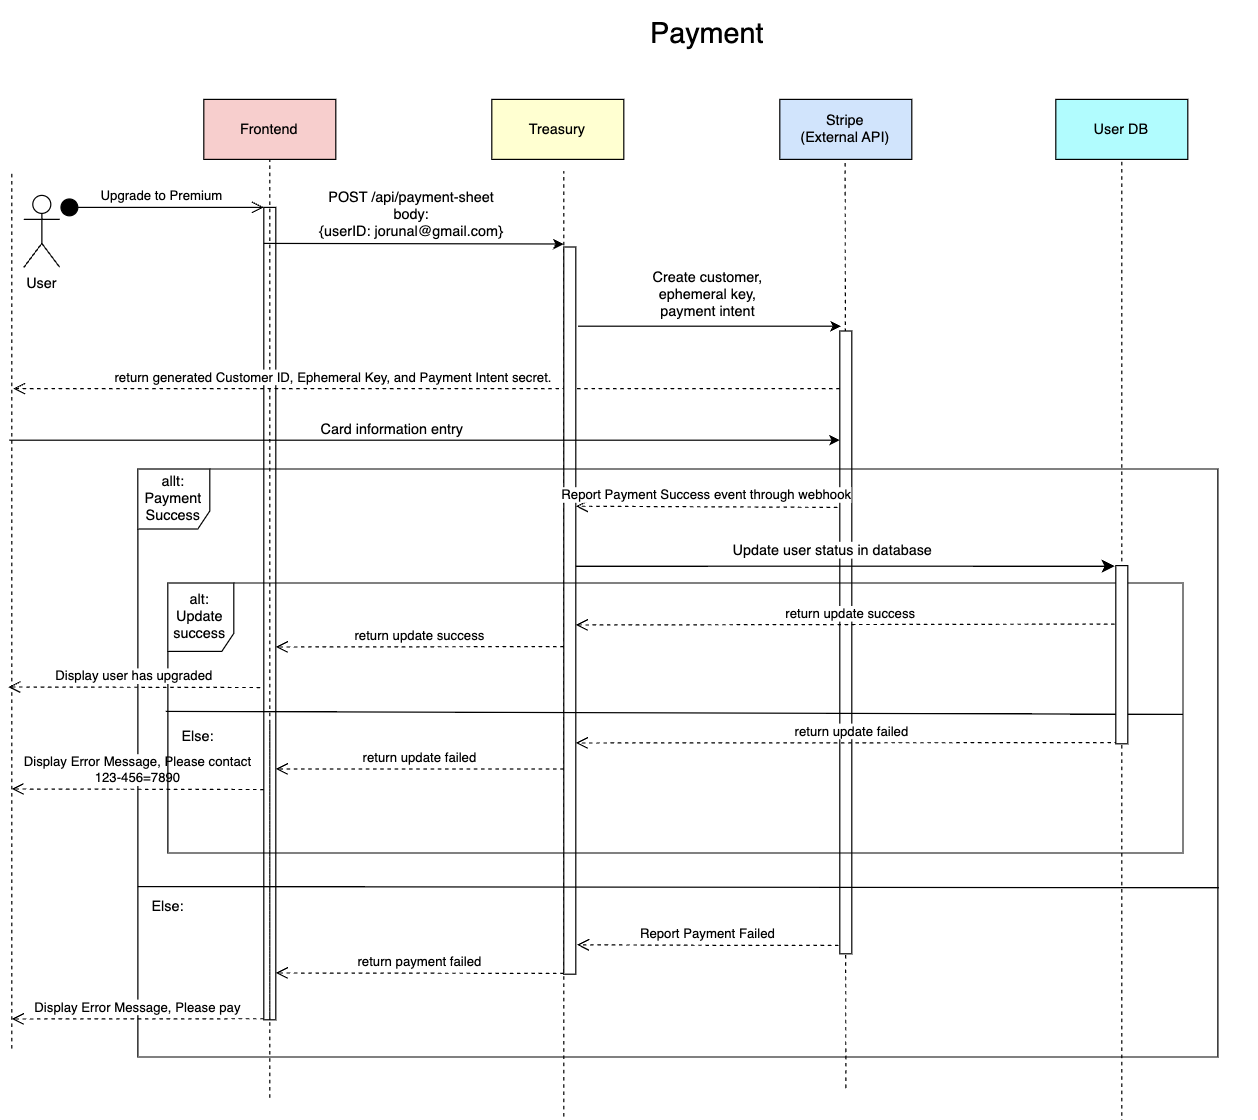 Payment
Frontend
Treasury
Stripe
(External API)
User DB
Upgrade to Premium
POST /api/payment-sheet
body:
{userID: jorunal@gmail.com}
User
Create customer,
ephemeral key,
payment intent
return generated Customer ID, Ephemeral Key, and Payment Intent secret.
Card information entry
allt:
Payment
Success
Report Payment Success event through webhook
Update user status in database
alt:
Update
success
return update success
return update success
Display user has upgraded
Else:
return update failed
return update failed
Display Error Message, Please contact
123-456=7890
Else:
Report Payment Failed
return payment failed
Display Error Message, Please pay